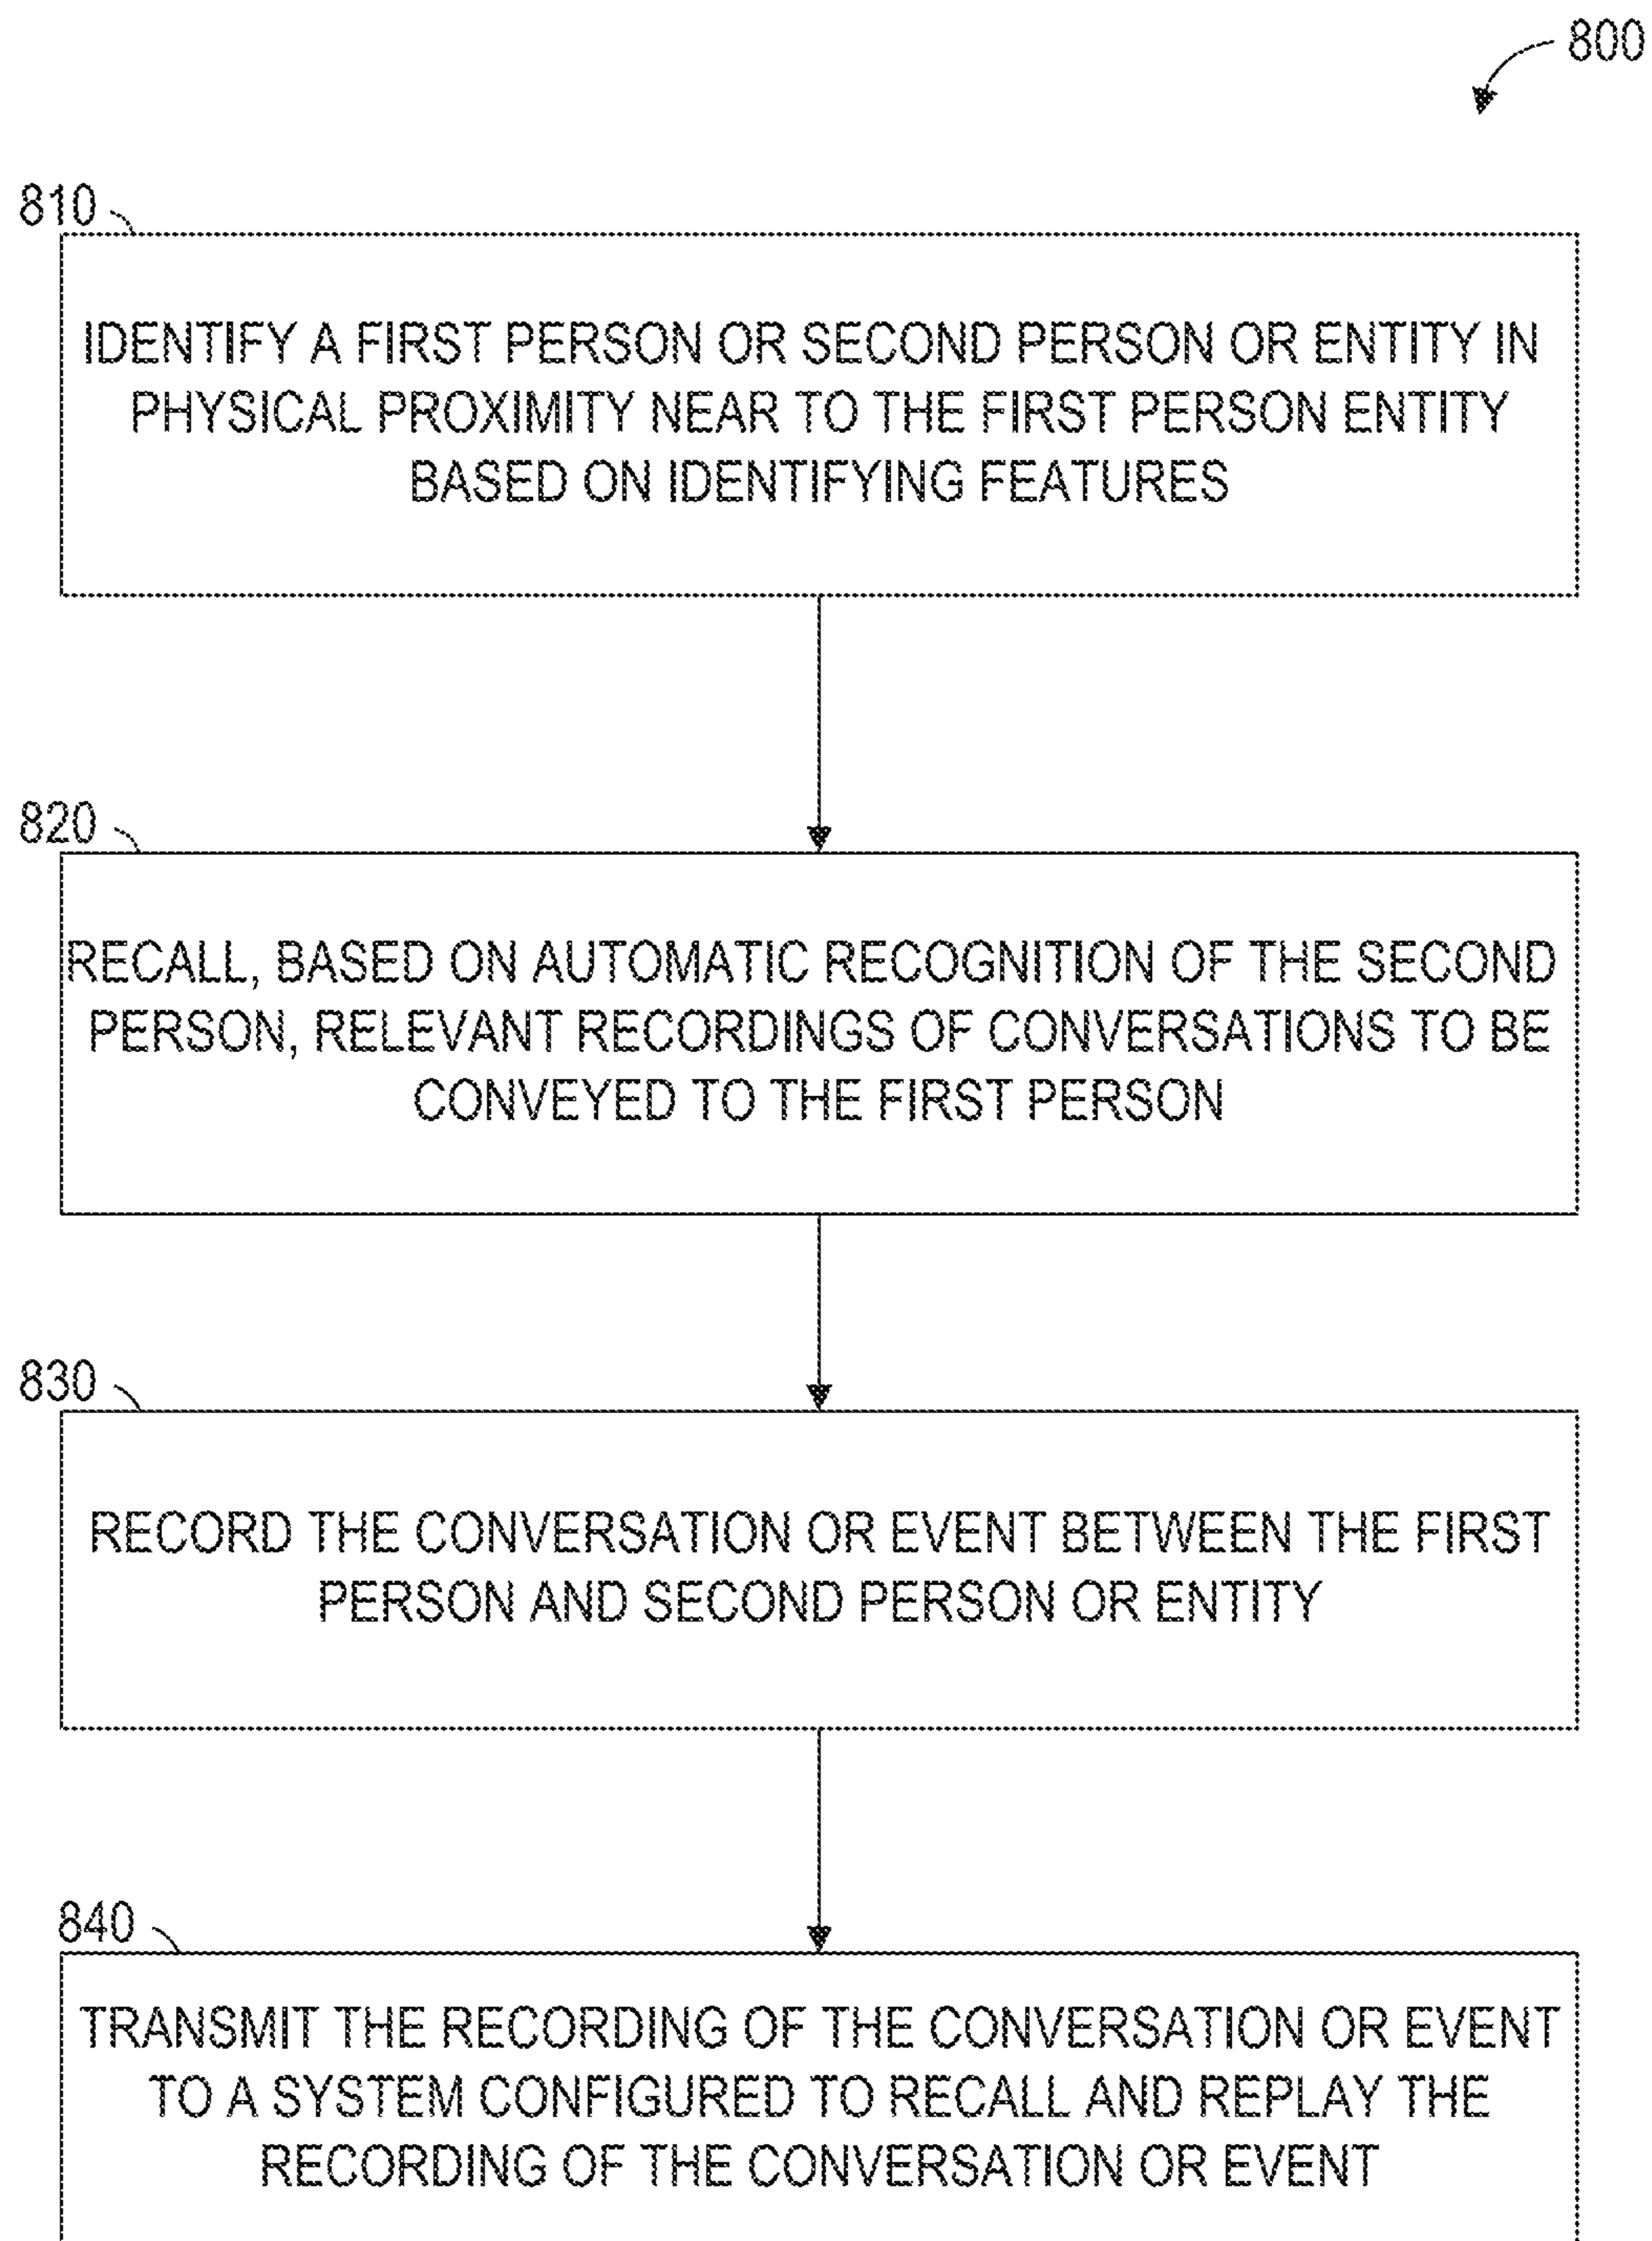 800
810
IDENTIFY A FIRST PERSON OR SECOND PERSON OR ENTITY IN
PHYSICAL PROXIMITY NEAR TO THE FIRST PERSON ENTITY
BASED ON IDENTIFYING FEATURES
820
RECALL, BASED ON AUTOMATIC RECOGNITION OF THE SECOND
PERSON, RELEVANT RECORDINGS OF CONVERSATIONS TO BE
CONVEYED TO THE FIRST PERSON
830
RECORD THE CONVERSATION OR EVENT BETWEEN THE FIRST
PERSON AND SECOND PERSON OR ENTITY
840
TRANSMIT THE RECORDING OF THE CONVERSATION OR EVENT
TO A SYSTEM CONFIGURED TO RECALL AND REPLAY THE
RECORDING OF THE CONVERSATION OR EVENT